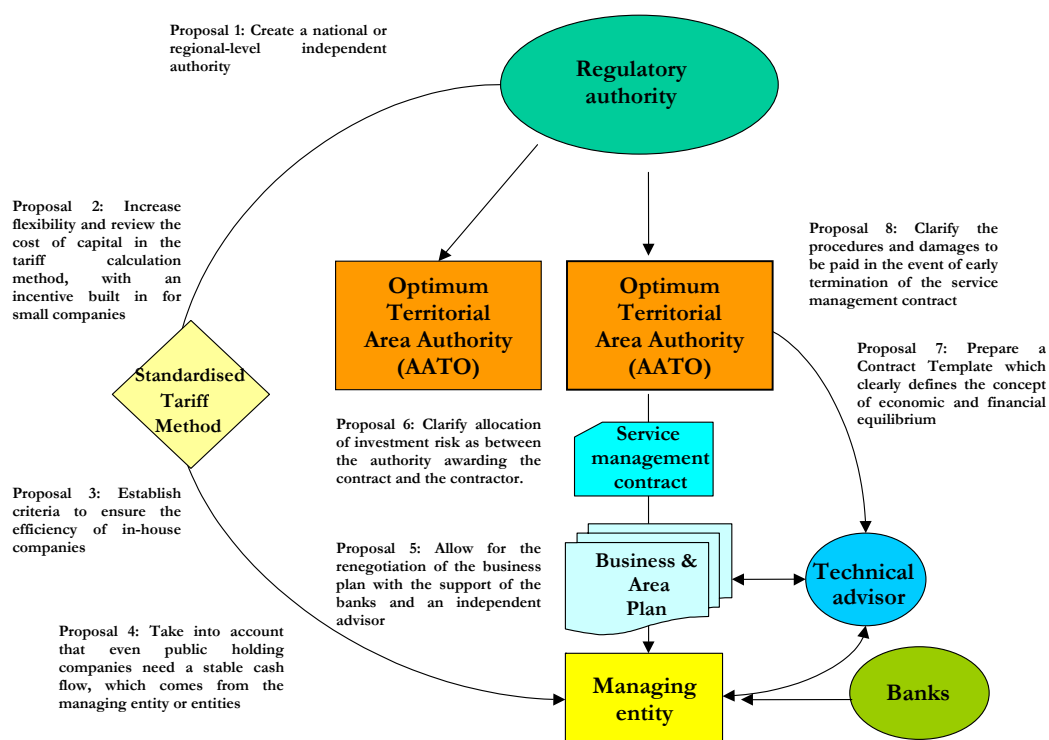 Proposal 1: Create a national or
regional-level independent
authority
Regulatory
authority
Proposal 2: Increase
flexibility and review the
cost of capital in the
tariff calculation
method, with an
incentive built in for
small companies
Proposal 8: Clarify the
procedures and damages to
be paid in the event of early
termination of the service
management contract
Optimum
Territorial
Area Authority
(AATO)
Optimum
Territorial
Area Authority
(AATO)
Proposal 7: Prepare a
Contract Template which
clearly defines the concept
of economic and financial
equilibrium
Standardised
Tariff
Method
Proposal 6: Clarify allocation
of investment risk as between
the authority awarding the
contract and the contractor.
Service
management
contract
Proposal 3: Establish
criteria to ensure the
efficiency of in-house
companies
Proposal 5: Allow for the
renegotiation of the business
plan with the support of the
banks and an independent
advisor
Business &
Area
Plan
Technical
advisor
Proposal 4: Take into account
that even public holding
companies need a stable cash
flow, which comes from the
managing entity or entities
Managing
entity
Banks